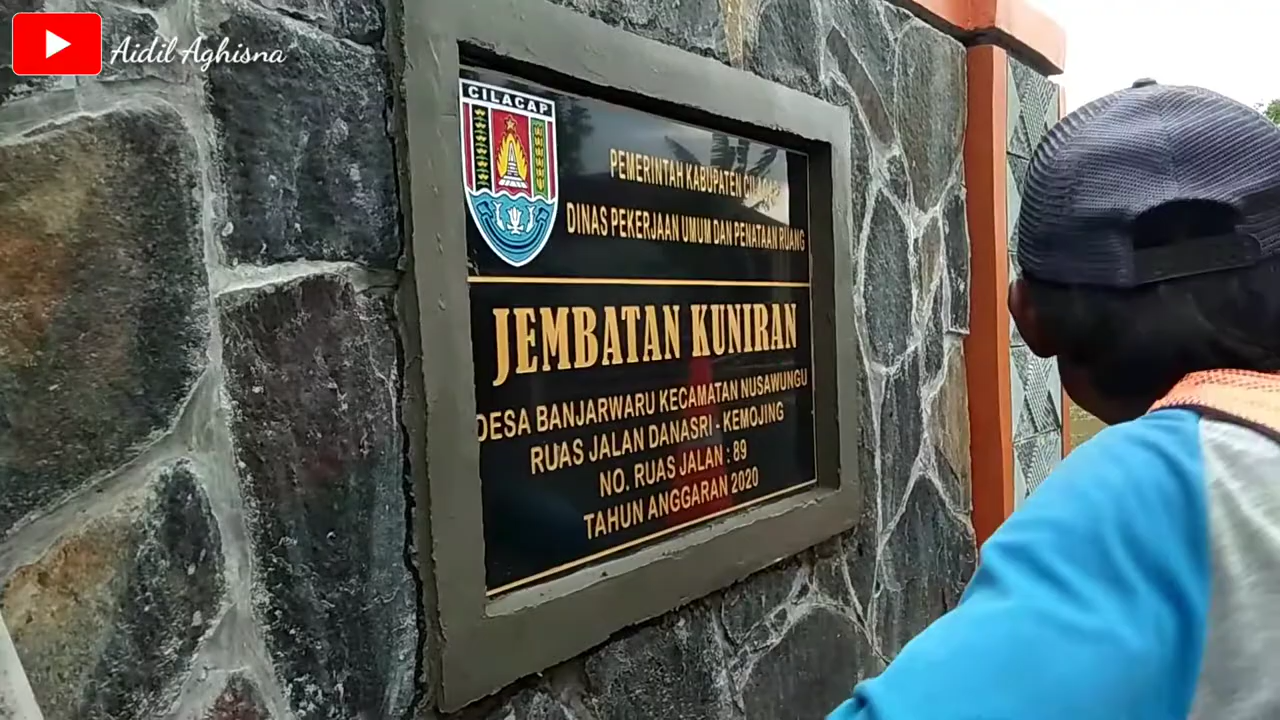 Aidil Aghisna
CILACAP
PEMERINTAH KABUPATEN CILACAP
DINAS PEKERJAAN UMUM DAN PENATAAN RUANG
JEMBATAN KUNIRAN
DESA BANJARWARU KECAMATAN NUSAWUNGU
RUAS JALAN DANASRI - KEMOJING
NO. RUAS JALAN : 89
TAHUN ANGGARAN 2020